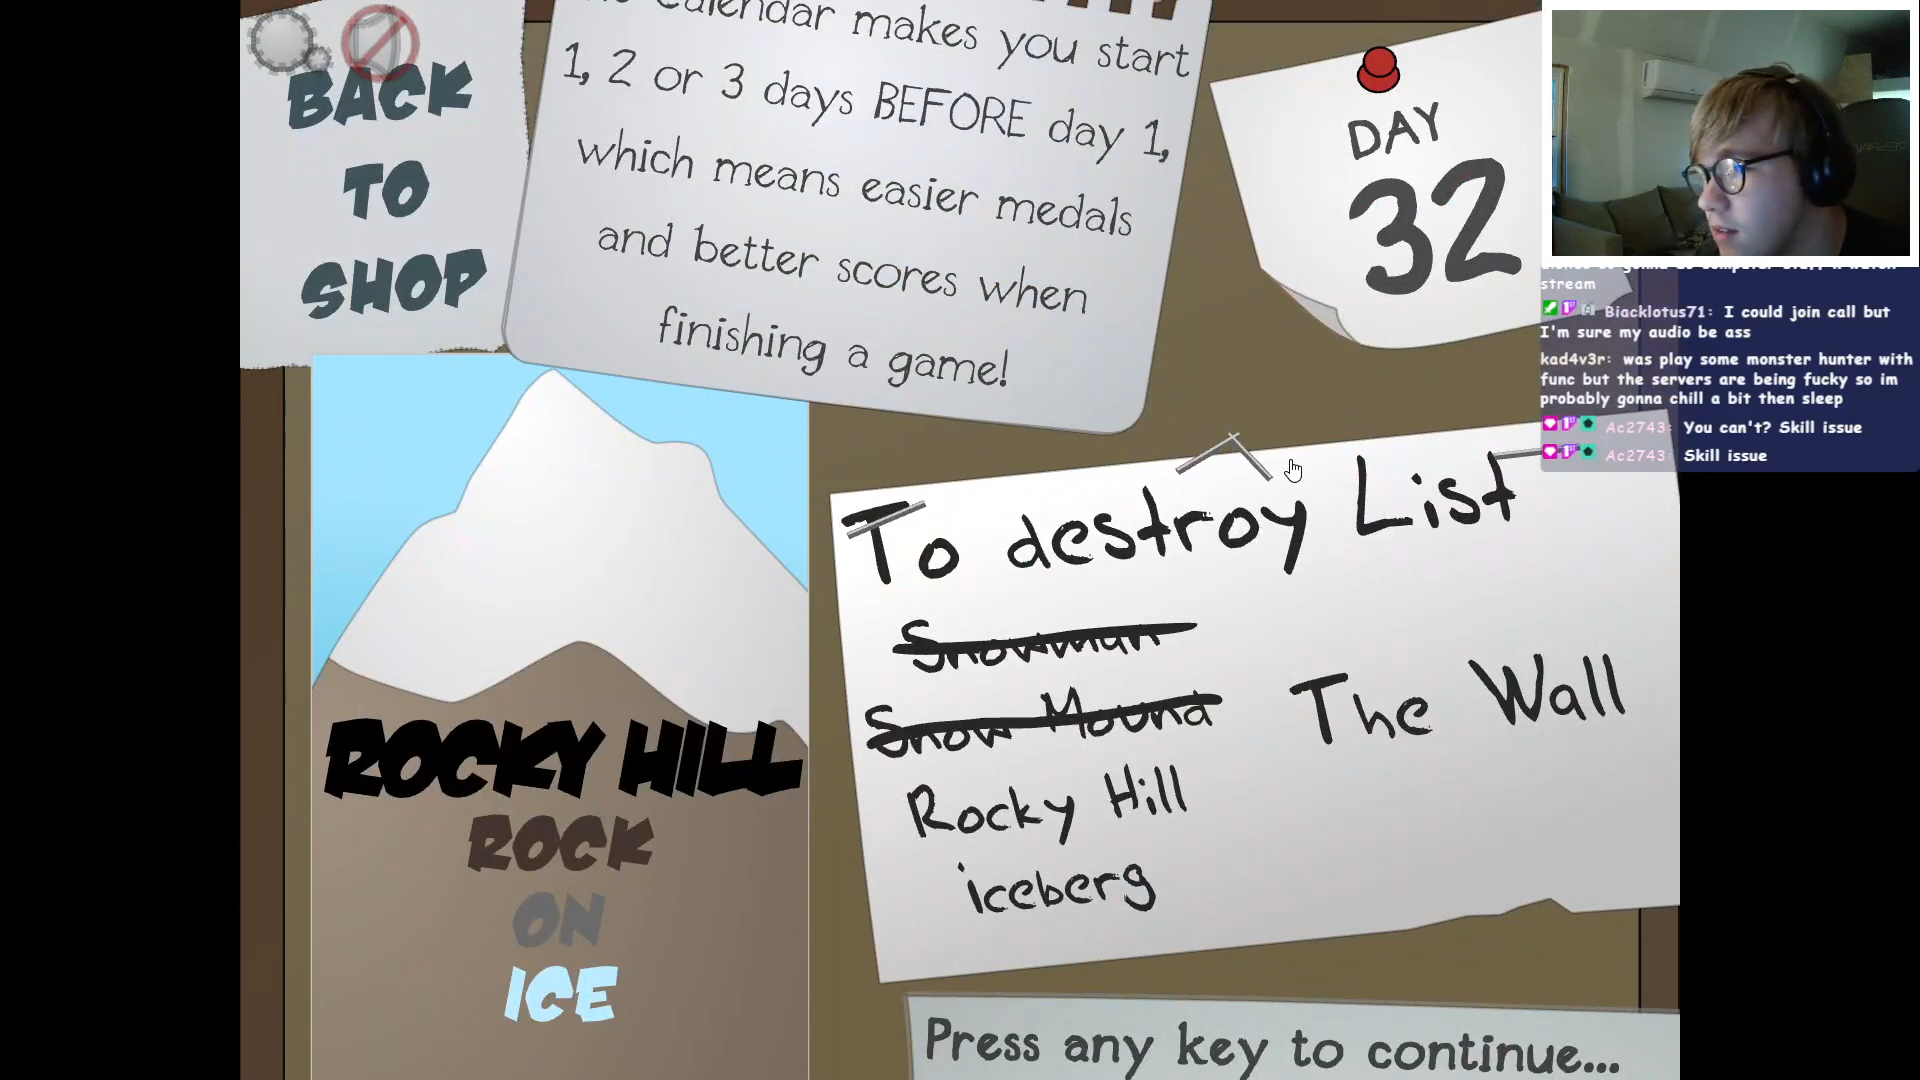 BACK
TO
SHOP
Calendar makes you start
1, 2 or 3 days BEFORE day 1,
which means easier medals
and better scores when
finishing a game!
DAY
32
stream
Biacklotus71: I could join call but
I'm sure my audio be ass
kad4v3r: was play some monster hunter with
func but the servers are being fucky so im
probably gonna chill a bit then sleep
Ac2743: You can't? Skill issue
Ac2743: Skill issue
To destroy List
Snowman
Snow Mound
The Wall
Rocky Hill
iceberg
ROCKY HILL
ROCK
ON
ICE
Press any key to continue...